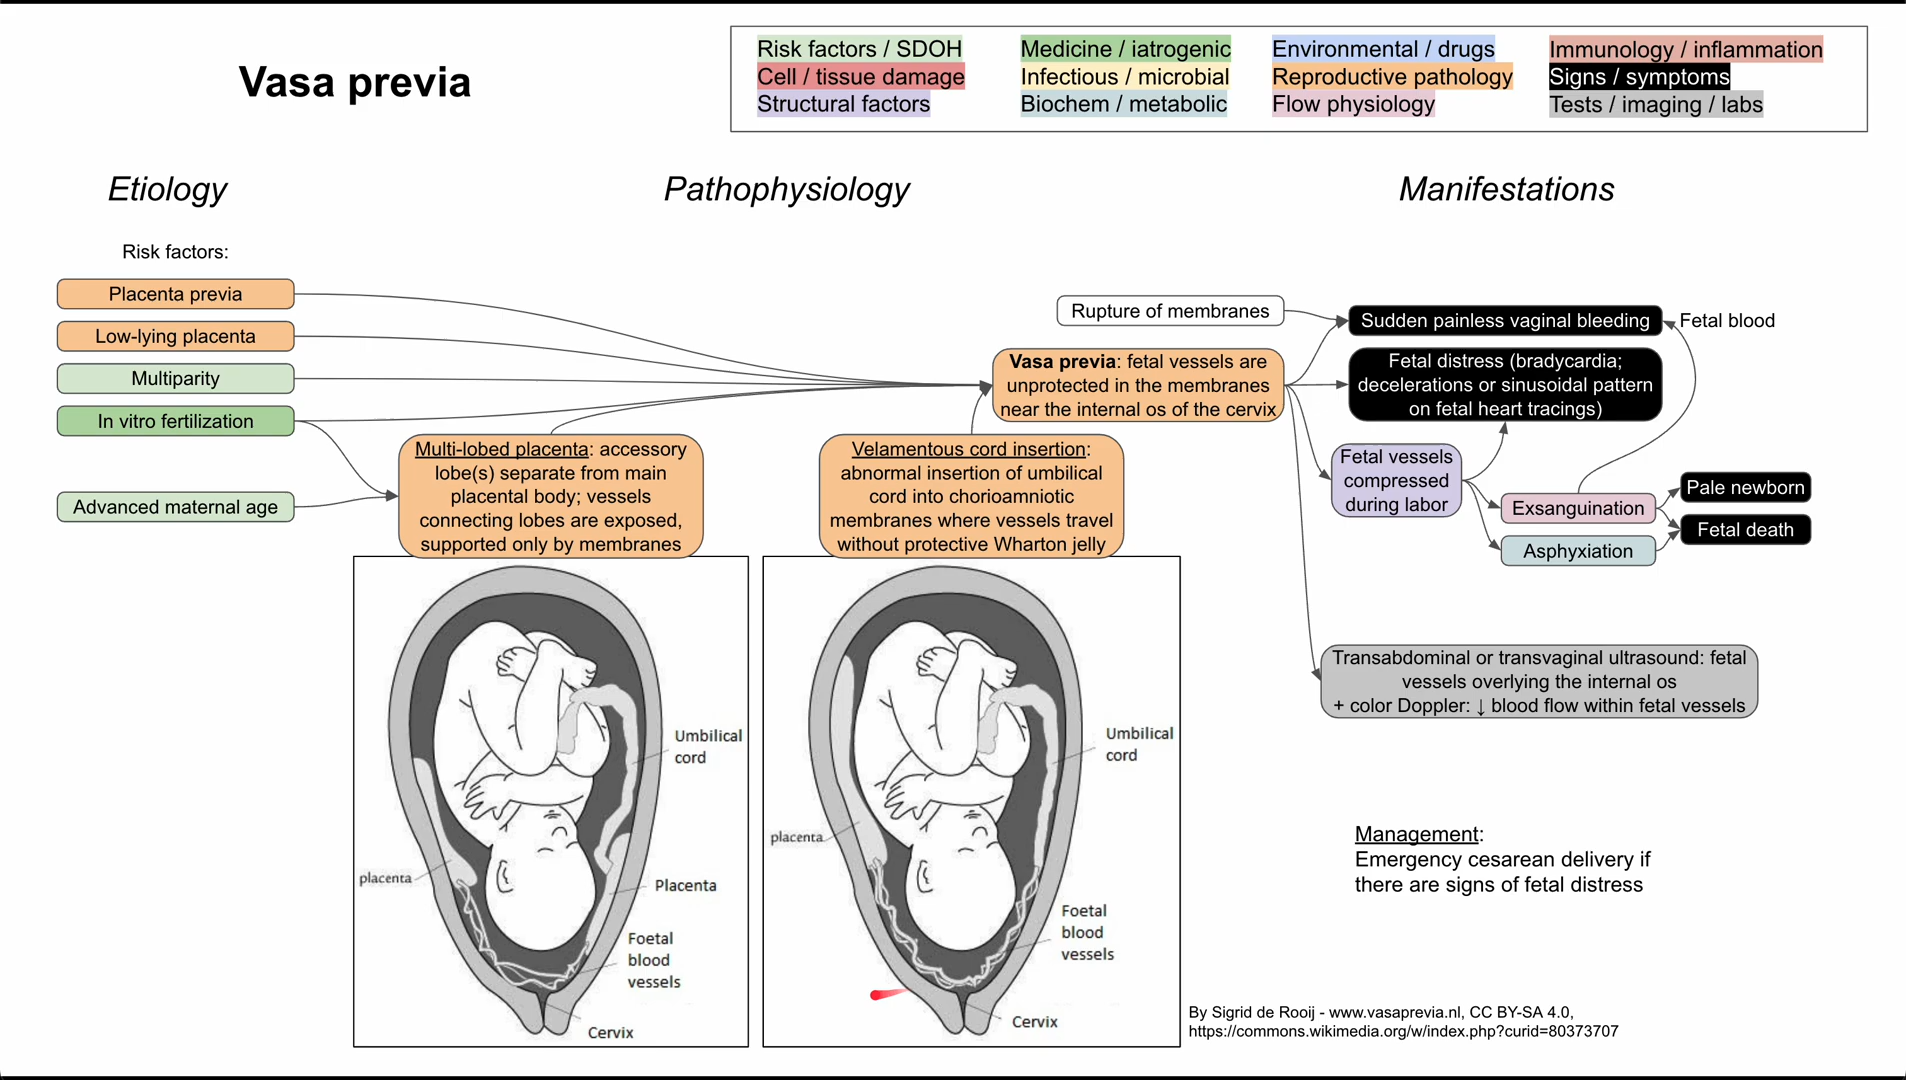 Vasa previa
Risk factors / SDOH
Cell / tissue damage
Structural factors
Medicine / iatrogenic
Infectious / microbial
Biochem / metabolic
Environmental / drugs
Reproductive pathology
Flow physiology
Immunology / inflammation
Signs / symptoms
Tests / imaging / labs
Etiology
Pathophysiology
Manifestations
Risk factors:
Placenta previa
Low-lying placenta
Multiparity
In vitro fertilization
Advanced maternal age
Multi-lobed placenta: accessory
lobe(s) separate from main
placental body; vessels
connecting lobes are exposed,
supported only by membranes
Velamentous cord insertion:
abnormal insertion of umbilical
cord into chorioamniotic
membranes where vessels travel
without protective Wharton jelly
Rupture of membranes
Vasa previa: fetal vessels are
unprotected in the membranes
near the internal os of the cervix
Sudden painless vaginal bleeding
Fetal blood
Fetal distress (bradycardia;
decelerations or sinusoidal pattern
on fetal heart tracings)
Fetal vessels
compressed
during labor
Exsanguination
Asphyxiation
Pale newborn
Fetal death
Transabdominal or transvaginal ultrasound: fetal
vessels overlying the internal os
+ color Doppler: ↓ blood flow within fetal vessels
Management:
Emergency cesarean delivery if
there are signs of fetal distress
Umbilical
cord
placenta
Placenta
Foetal
blood
vessels
Cervix
Umbilical
cord
placenta
Foetal
blood
vessels
Cervix
By Sigrid de Rooij - www.vasaprevia.nl, CC BY-SA 4.0,
https://commons.wikimedia.org/w/index.php?curid=80373707